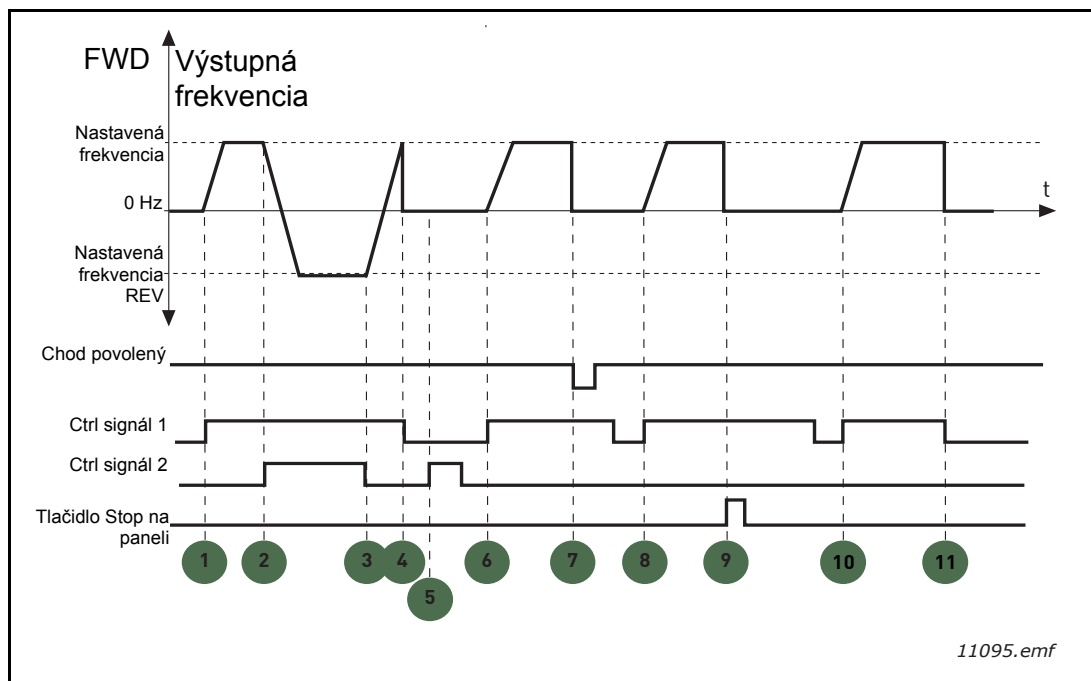 FWD
Výstupná
frekvencia
Nastavená
frekvencia
0 Hz
t
Nastavená
frekvencia
REV
Chod povolený
Ctrl signál 1
Ctrl signál 2
Tlačidlo Stop na
paneli
1
2
3
4
5
6
7
8
9
10
11
11095.emf